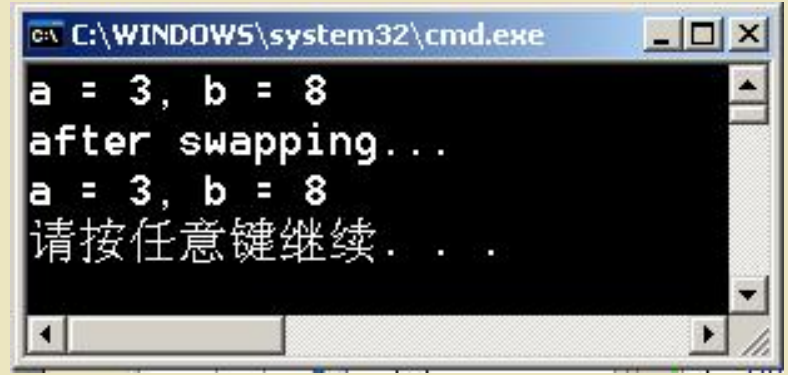 C:\WINDOWS\system32\cmd.exe
a = 3, b = 8
after swapping...
a = 3, b = 8
请按任意键继续. . .